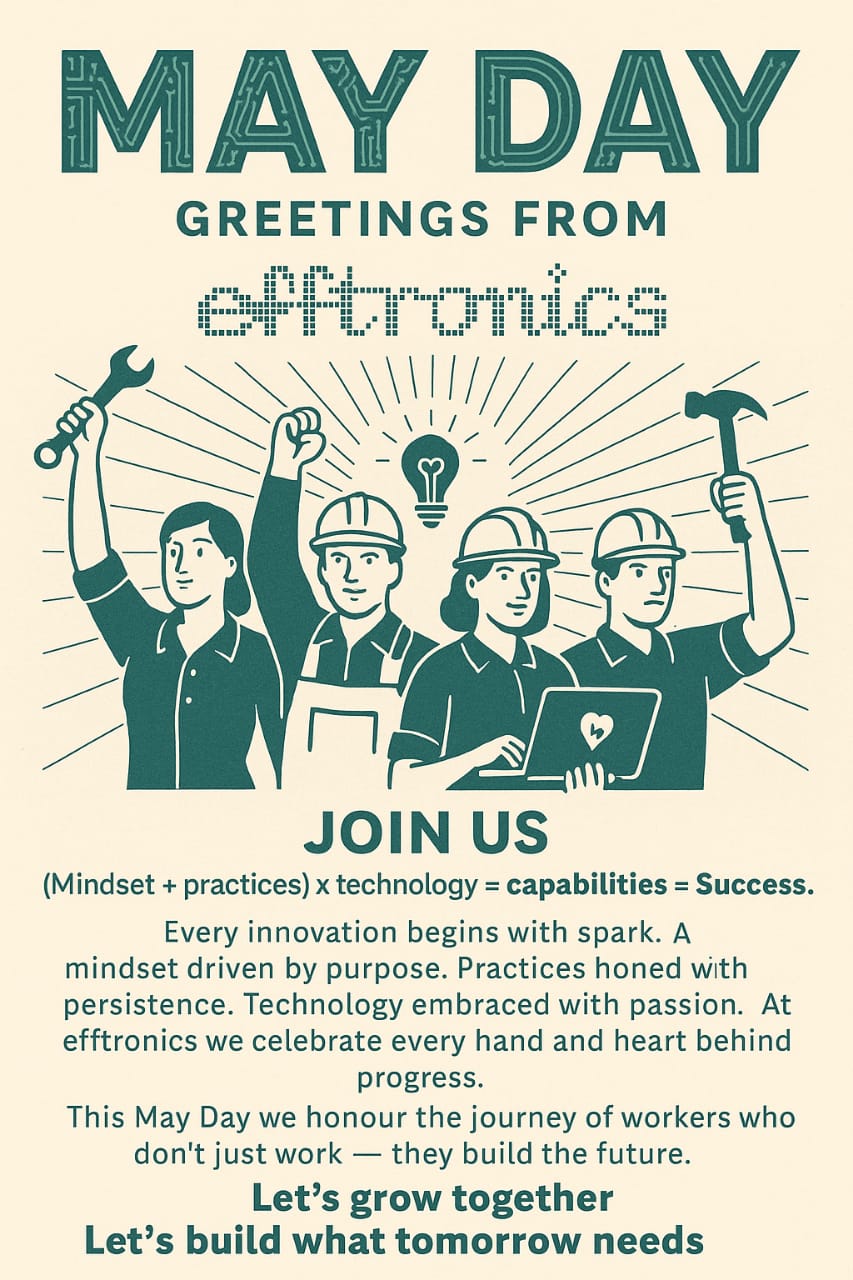 MAY DAY
GREETINGS FROM
efftronics
JOIN US
(Mindset + practices) x technology = capabilities = Success.
Every innovation begins with spark. A
mindset driven by purpose. Practices honed with
persistence. Technology embraced with passion. At
efftronics we celebrate every hand and heart behind
progress.
This May Day we honour the journey of workers who
don't just work — they build the future.
Let’s grow together
Let’s build what tomorrow needs